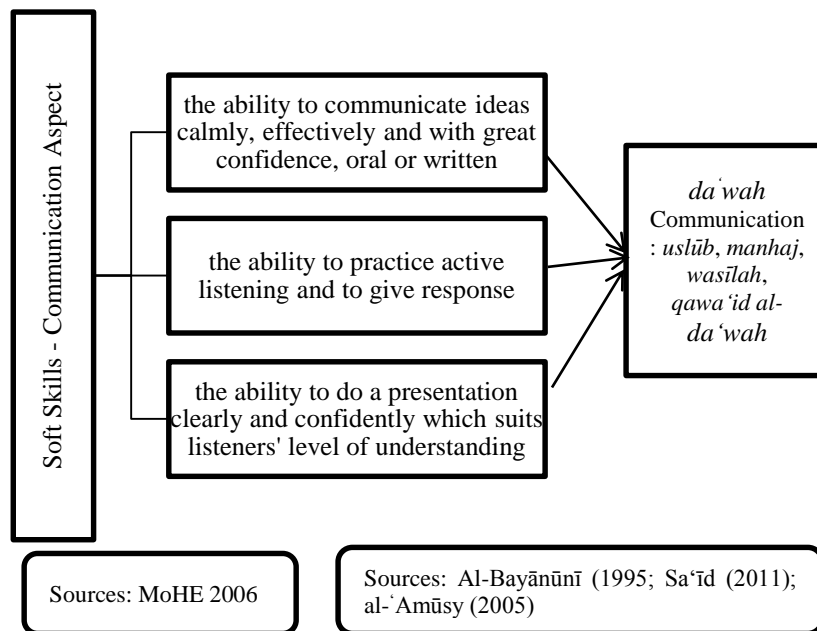 Soft Skills - Communication Aspect
the ability to communicate ideas
calmly, effectively and with great
confidence, oral or written
the ability to practice active
listening and to give response
the ability to do a presentation
clearly and confidently which suits
listeners' level of understanding
da‘wah
Communication
: uslūb, manhaj,
wasīlah,
qawa‘id al-
da‘wah
Sources: MoHE 2006
Sources: Al-Bayānūnī (1995; Sa‘īd (2011);
al-‘Amūsy (2005)